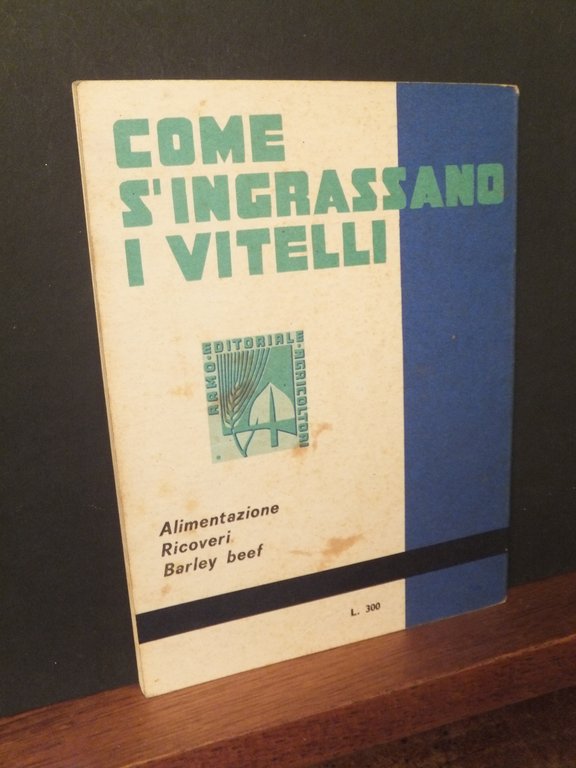 COME
S'INGRASSANO
I VITELLI
RAMO·EDITORIALE·AGRICOLTORI
Alimentazione
Ricoveri
Barley beef
L. 300